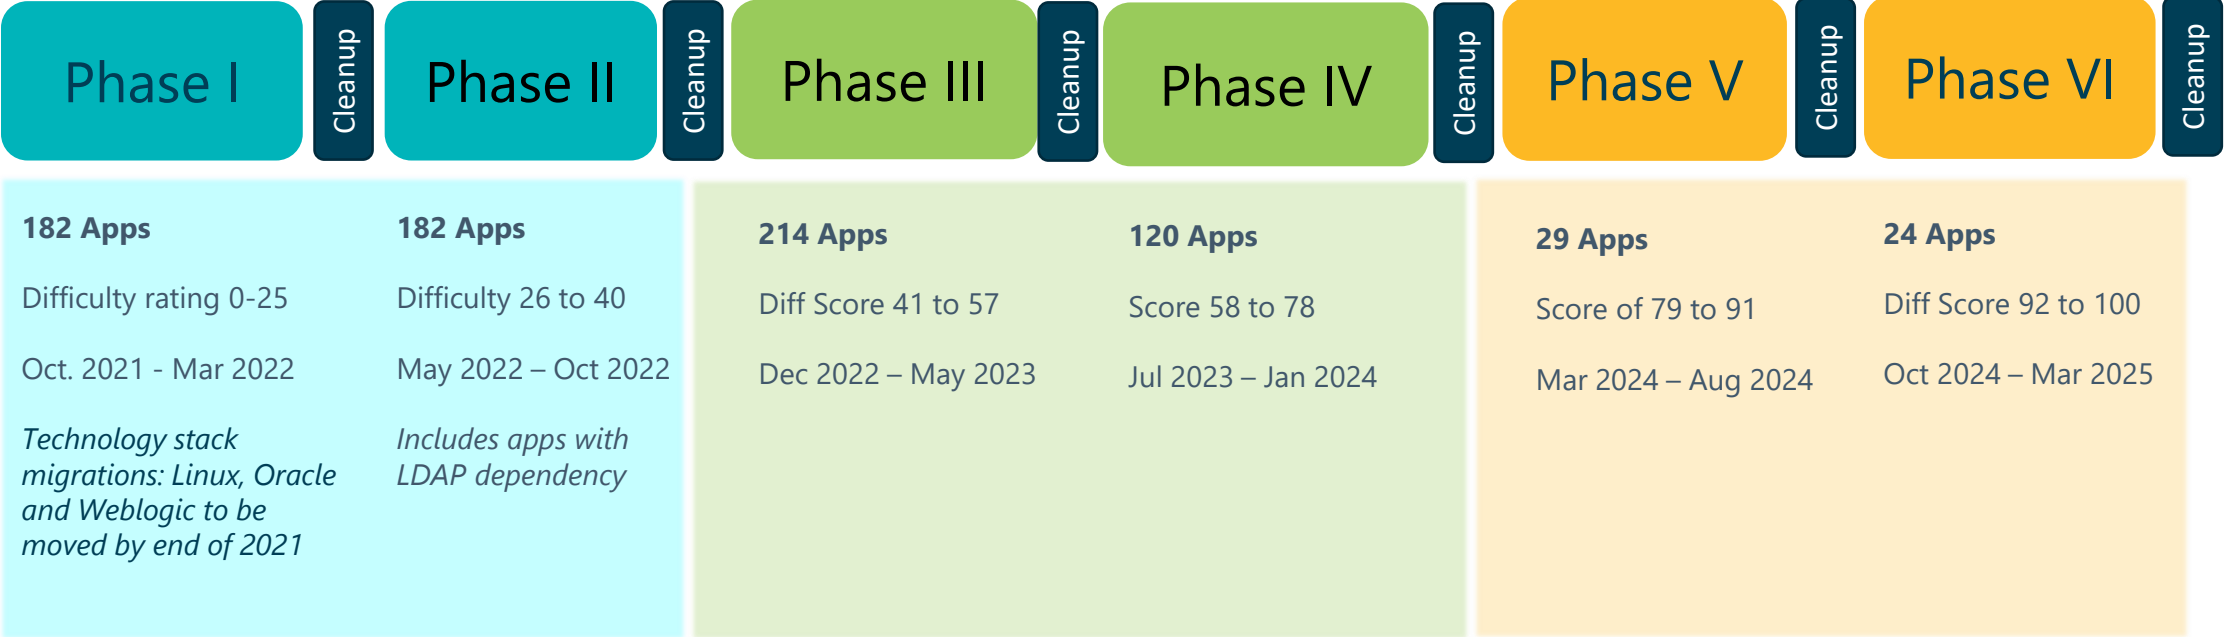 Phase I
Cleanup
Phase II
Cleanup
Phase III
Cleanup
Phase IV
Cleanup
Phase V
Cleanup
Phase VI
Cleanup
182 Apps
Difficulty rating 0-25
Oct. 2021 - Mar 2022
Technology stack
migrations: Linux, Oracle
and Weblogic to be
moved by end of 2021
182 Apps
Difficulty 26 to 40
May 2022 – Oct 2022
Includes apps with
LDAP dependency
214 Apps
Diff Score 41 to 57
Dec 2022 – May 2023
120 Apps
Score 58 to 78
Jul 2023 – Jan 2024
29 Apps
Score of 79 to 91
Mar 2024 – Aug 2024
24 Apps
Diff Score 92 to 100
Oct 2024 – Mar 2025